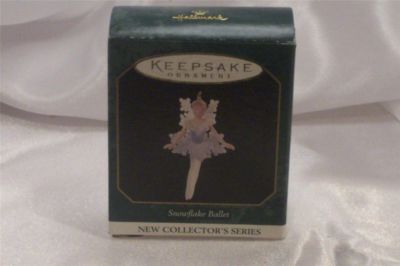 Hallmark
KEEPSAKE
ORNAMENT
Snowflake Ballet
NEW COLLECTOR'S SERIES